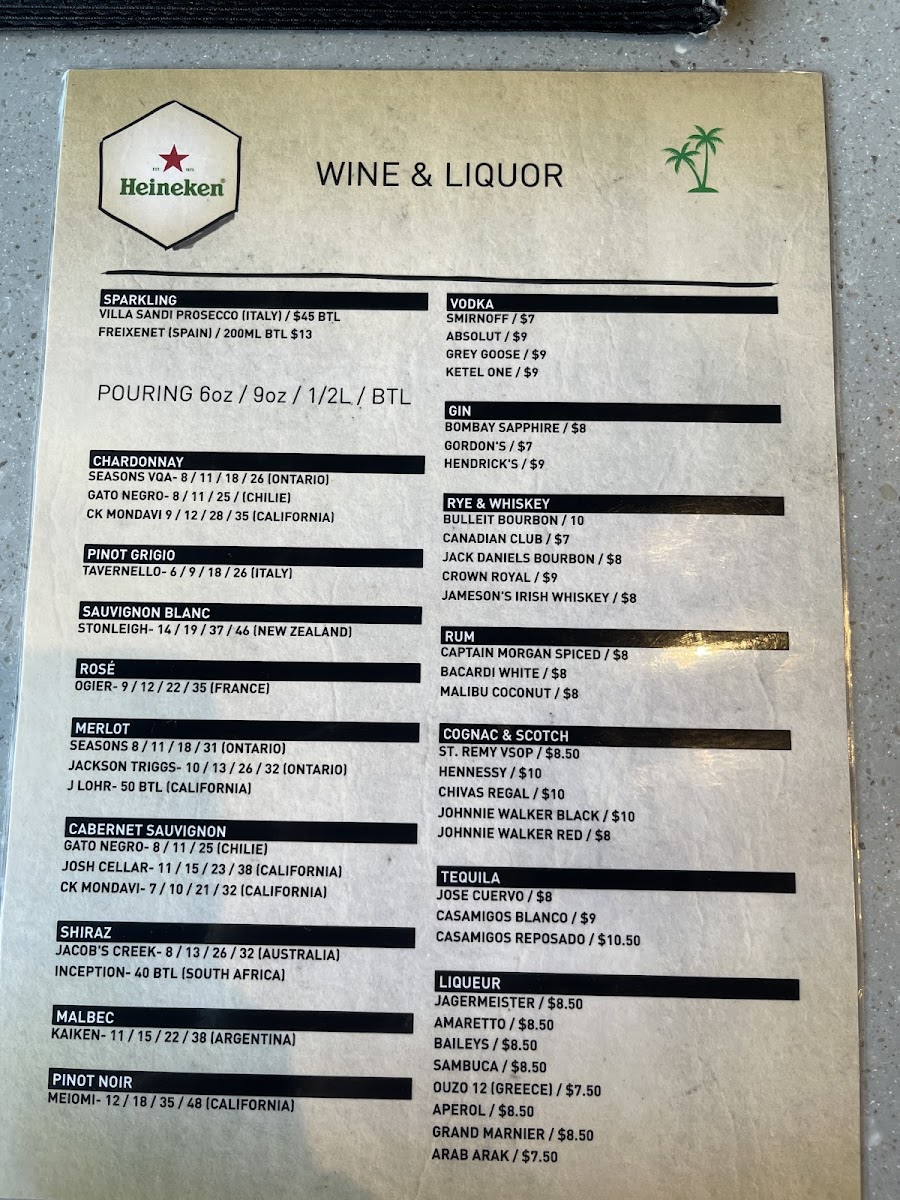 EST. 1873
Heineken®
WINE & LIQUOR
SPARKLING
VILLA SANDI PROSECCO (ITALY) / $45 BTL
FREIXENET (SPAIN) / 200ML BTL $13
POURING 6oz / 9oz / 1/2L / BTL
CHARDONNAY
SEASONS VQA- 8 / 11 / 18 / 26 (ONTARIO)
GATO NEGRO- 8 / 11 / 25 / (CHILIE)
CK MONDAVI 9 / 12 / 28 / 35 (CALIFORNIA)
PINOT GRIGIO
TAVERNELLO- 6 / 9 / 18 / 26 (ITALY)
SAUVIGNON BLANC
STONLEIGH- 14 / 19 / 37 / 46 (NEW ZEALAND)
ROSÉ
OGIER- 9 / 12 / 22 / 35 (FRANCE)
MERLOT
SEASONS 8 / 11 / 18 / 31 (ONTARIO)
JACKSON TRIGGS- 10 / 13 / 26 / 32 (ONTARIO)
J LOHR- 50 BTL (CALIFORNIA)
CABERNET SAUVIGNON
GATO NEGRO- 8 / 11 / 25 (CHILIE)
JOSH CELLAR- 11 / 15 / 23 / 38 (CALIFORNIA)
CK MONDAVI- 7 / 10 / 21 / 32 (CALIFORNIA)
SHIRAZ
JACOB'S CREEK- 8 / 13 / 26 / 32 (AUSTRALIA)
INCEPTION- 40 BTL (SOUTH AFRICA)
MALBEC
KAIKEN- 11 / 15 / 22 / 38 (ARGENTINA)
PINOT NOIR
MEIOMI- 12 / 18 / 35 / 48 (CALIFORNIA)
VODKA
SMIRNOFF / $7
ABSOLUT / $9
GREY GOOSE / $9
KETEL ONE / $9
GIN
BOMBAY SAPPHIRE / $8
GORDON'S / $7
HENDRICK'S / $9
RYE & WHISKEY
BULLEIT BOURBON / 10
CANADIAN CLUB / $7
JACK DANIELS BOURBON / $8
CROWN ROYAL / $9
JAMESON'S IRISH WHISKEY / $8
RUM
CAPTAIN MORGAN SPICED / $8
BACARDI WHITE / $8
MALIBU COCONUT / $8
COGNAC & SCOTCH
ST. REMY VSOP / $8.50
HENNESSY / $10
CHIVAS REGAL / $10
JOHNNIE WALKER BLACK / $10
JOHNNIE WALKER RED / $8
TEQUILA
JOSE CUERVO / $8
CASAMIGOS BLANCO / $9
CASAMIGOS REPOSADO / $10.50
LIQUEUR
JAGERMEISTER / $8.50
AMARETTO / $8.50
BAILEYS / $8.50
SAMBUCA / $8.50
OUZO 12 (GREECE) / $7.50
APEROL / $8.50
GRAND MARNIER / $8.50
ARAB ARAK / $7.50